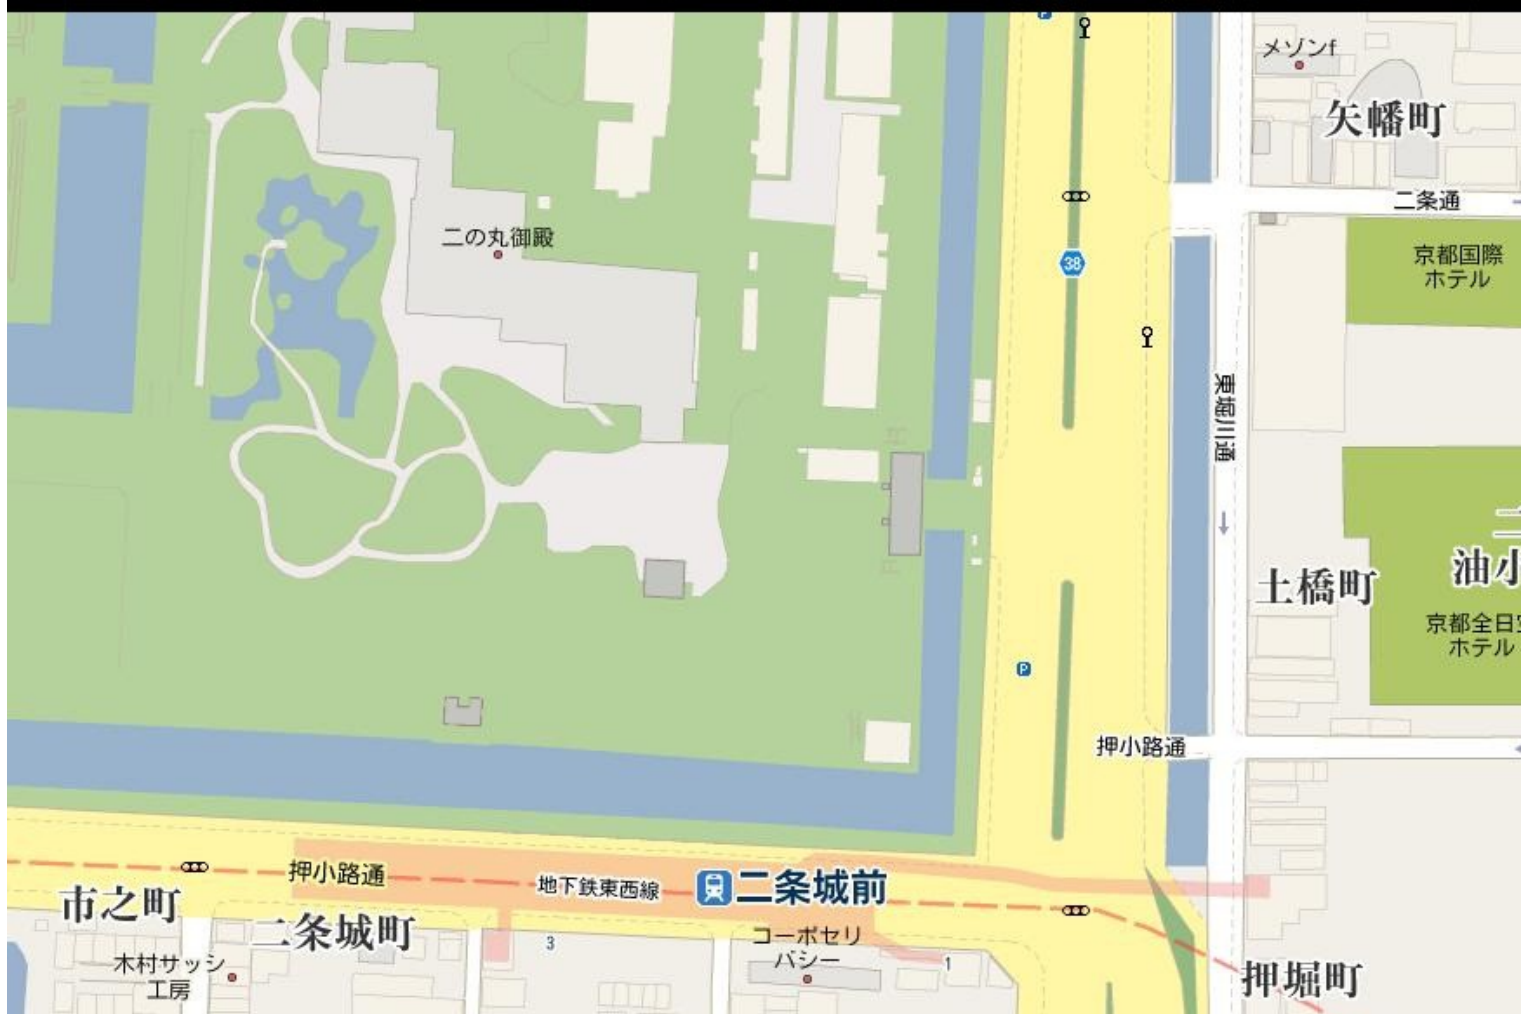 P
メゾンf
矢幡町
二条通
二の丸御殿
京都国際
ホテル
38
東堀川通
土橋町
油小
京都全日空
ホテル
P
押小路通
押小路通
地下鉄東西線
二条城前
市之町
二条城町
3
コーポセリ
バシー
1
木村サッシ
工房
押堀町